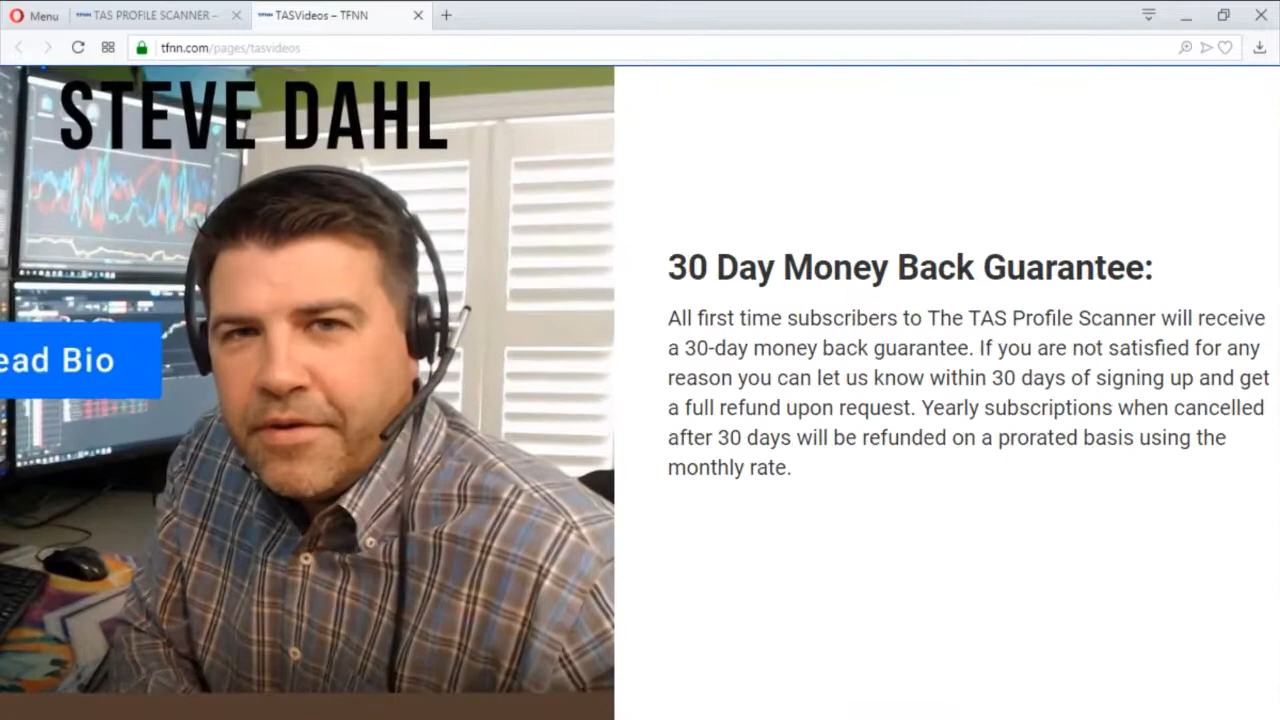 Menu
TAS PROFILE SCANNER –
TASVideos – TFNN
tfnn.com/pages/tasvideos
STEVE DAHL
ead Bio
30 Day Money Back Guarantee:
All first time subscribers to The TAS Profile Scanner will receive
a 30-day money back guarantee. If you are not satisfied for any
reason you can let us know within 30 days of signing up and get
a full refund upon request. Yearly subscriptions when cancelled
after 30 days will be refunded on a prorated basis using the
monthly rate.